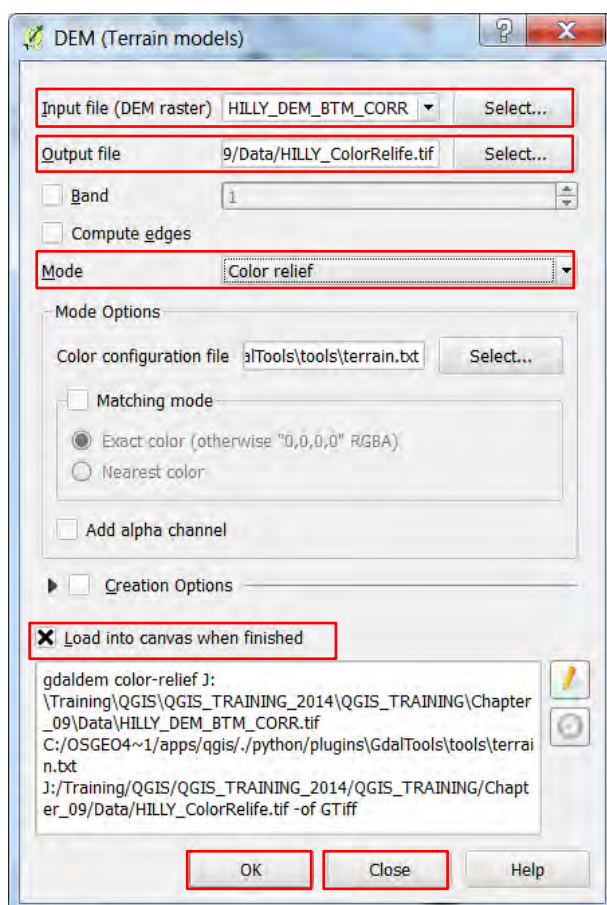 DEM (Terrain models)
Input file (DEM raster) HILLY_DEM_BTM_CORR Select...
Output file 9/Data/HILLY_ColorRelife.tif Select...
Band 1
Compute edges
Mode Color relief
Mode Options
Color configuration file alTools\tools\terrain.txt Select...
Matching mode
Exact color (otherwise "0,0,0,0" RGBA)
Nearest color
Add alpha channel
Creation Options
Load into canvas when finished
gdaldem color-relief J:
\Training\QGIS\QGIS_TRAINING_2014\QGIS_TRAINING\Chapter
_09\Data\HILLY_DEM_BTM_CORR.tif
C:/OSGEO4~1/apps/qgis/./python/plugins\GdalTools\tools\terrai
n.txt
J:/Training/QGIS/QGIS_TRAINING_2014/QGIS_TRAINING/Chapt
er_09/Data/HILLY_ColorRelife.tif -of GTiff
OK Close Help